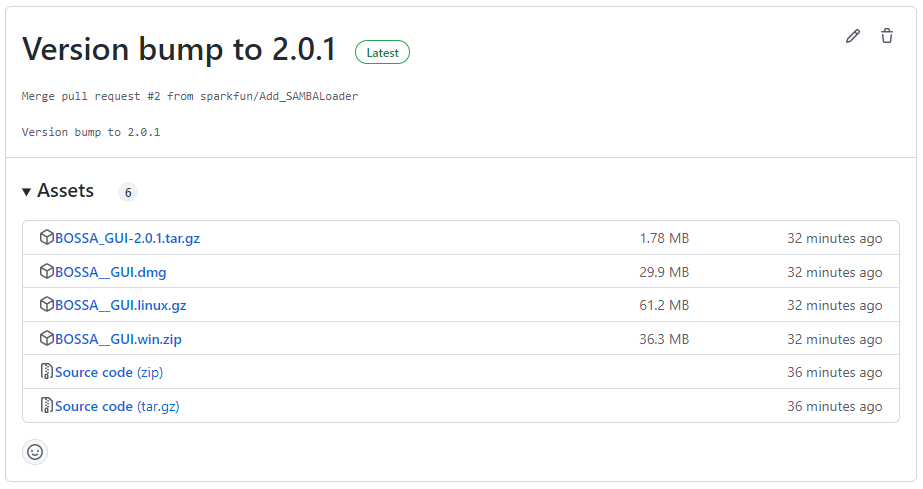 Version bump to 2.0.1 Latest
Merge pull request #2 from sparkfun/Add_SAMBALoader
Version bump to 2.0.1
Assets 6
BOSSA_GUI-2.0.1.tar.gz 1.78 MB 32 minutes ago
BOSSA__GUI.dmg 29.9 MB 32 minutes ago
BOSSA__GUI.linux.gz 61.2 MB 32 minutes ago
BOSSA__GUI.win.zip 36.3 MB 32 minutes ago
Source code (zip) 36 minutes ago
Source code (tar.gz) 36 minutes ago